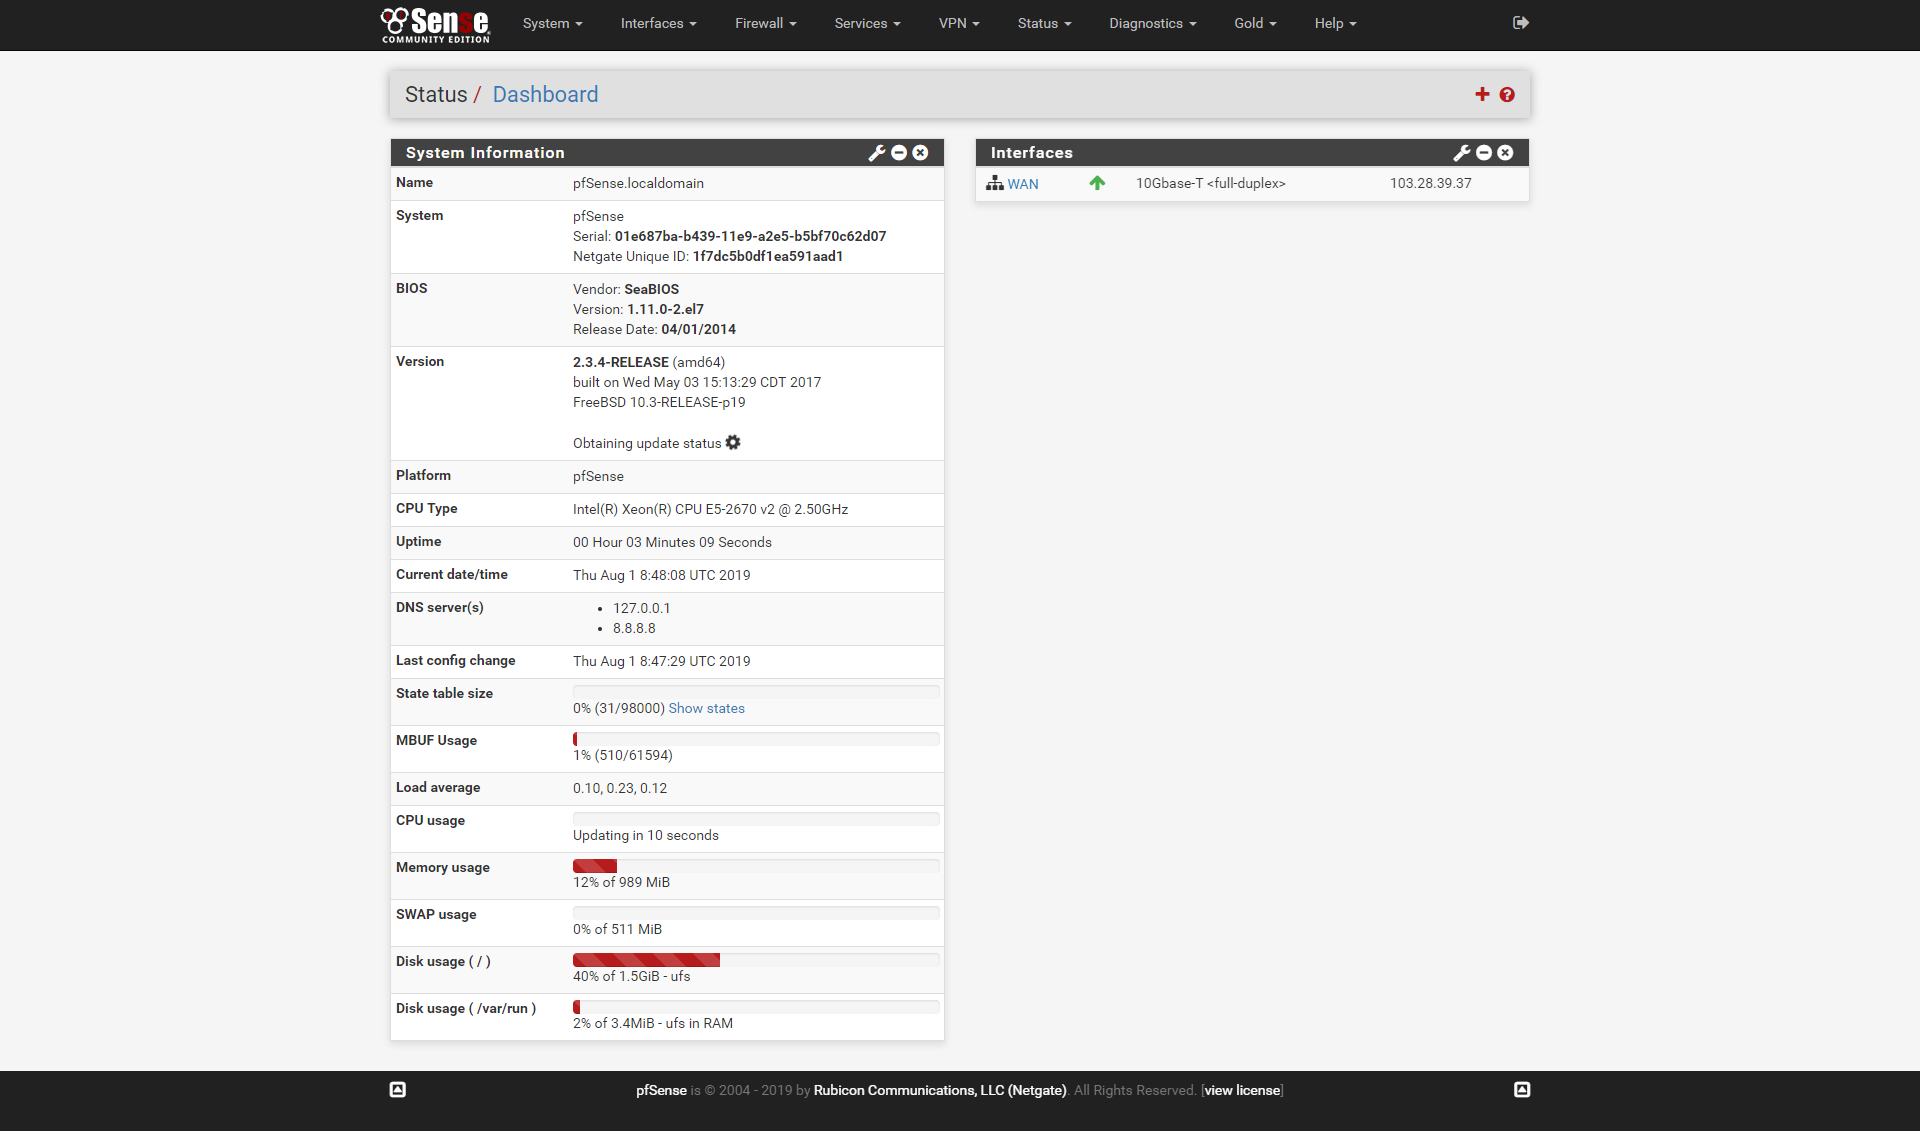 Sense
COMMUNITY EDITION
System
Interfaces
Firewall
Services
VPN
Status
Diagnostics
Gold
Help
Status / Dashboard
System Information
Name
pfSense.localdomain
System
pfSense
Serial: 01e687ba-b439-11e9-a2e5-b5bf70c62d07
Netgate Unique ID: 1f7dc5b0df1ea591aad1
BIOS
Vendor: SeaBIOS
Version: 1.11.0-2.el7
Release Date: 04/01/2014
Version
2.3.4-RELEASE (amd64)
built on Wed May 03 15:13:29 CDT 2017
FreeBSD 10.3-RELEASE-p19
Obtaining update status
Platform
pfSense
CPU Type
Intel(R) Xeon(R) CPU E5-2670 v2 @ 2.50GHz
Uptime
00 Hour 03 Minutes 09 Seconds
Current date/time
Thu Aug 1 8:48:08 UTC 2019
DNS server(s)
• 127.0.0.1
• 8.8.8.8
Last config change
Thu Aug 1 8:47:29 UTC 2019
State table size
0% (31/98000) Show states
MBUF Usage
1% (510/61594)
Load average
0.10, 0.23, 0.12
CPU usage
Updating in 10 seconds
Memory usage
12% of 989 MiB
SWAP usage
0% of 511 MiB
Disk usage ( / )
40% of 1.5GiB - ufs
Disk usage ( /var/run )
2% of 3.4MiB - ufs in RAM
Interfaces
WAN
10Gbase-T <full-duplex>
103.28.39.37
pfSense is © 2004 - 2019 by Rubicon Communications, LLC (Netgate). All Rights Reserved. [view license]